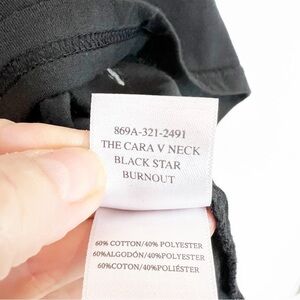 869A-321-2491
THE CARA V NECK
BLACK STAR
BURNOUT
60% COTTON/40% POLYESTER
60%ALGODÓN/40%POLYESTER
60%COTON/40%POLIÉSTER